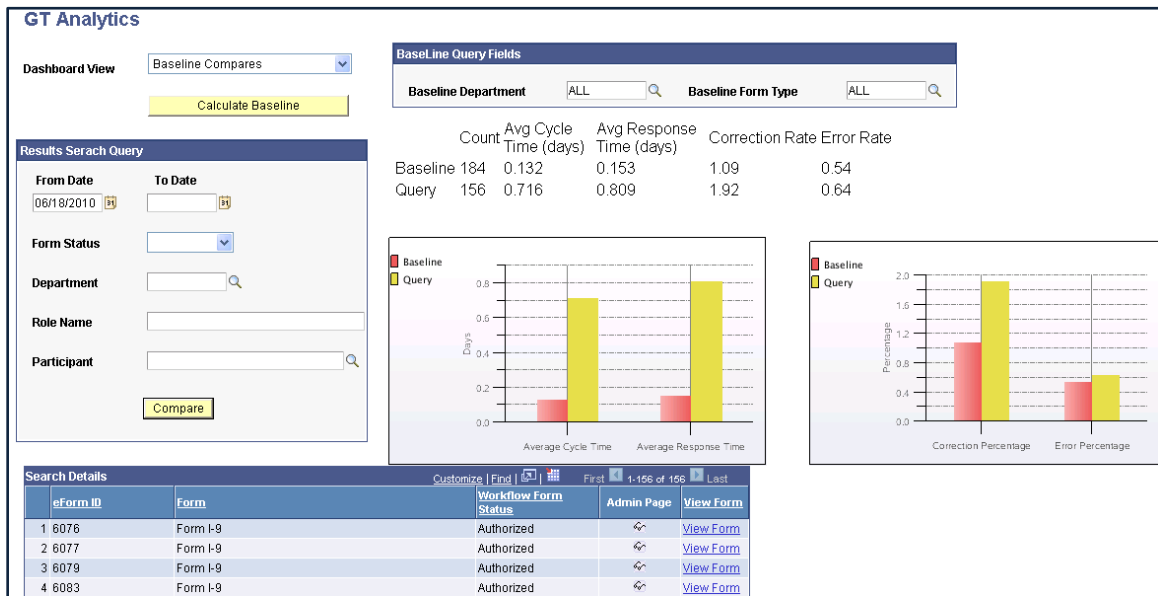 GT Analytics
Dashboard View Baseline Compares
Calculate Baseline
BaseLine Query Fields
Baseline Department ALL Baseline Form Type ALL
Count Avg Cycle Time (days) Avg Response Time (days) Correction Rate Error Rate
Baseline 184 0.132 0.153 1.09 0.54
Query 156 0.716 0.809 1.92 0.64
Results Serach Query
From Date To Date
06/18/2010 31 31
Form Status
Department
Role Name
Participant
Compare
Baseline
Query
Days
0.8
0.6
0.4
0.2
0.0
Average Cycle Time Average Response Time
Baseline
Query
Percentage
2.0
1.6
1.2
0.8
0.4
0.0
Correction Percentage Error Percentage
Search Details Customize | Find | First 1-156 of 156 Last
eForm ID Form Workflow Form Status Admin Page View Form
1 6076 Form I-9 Authorized View Form
2 6077 Form I-9 Authorized View Form
3 6079 Form I-9 Authorized View Form
4 6083 Form I-9 Authorized View Form